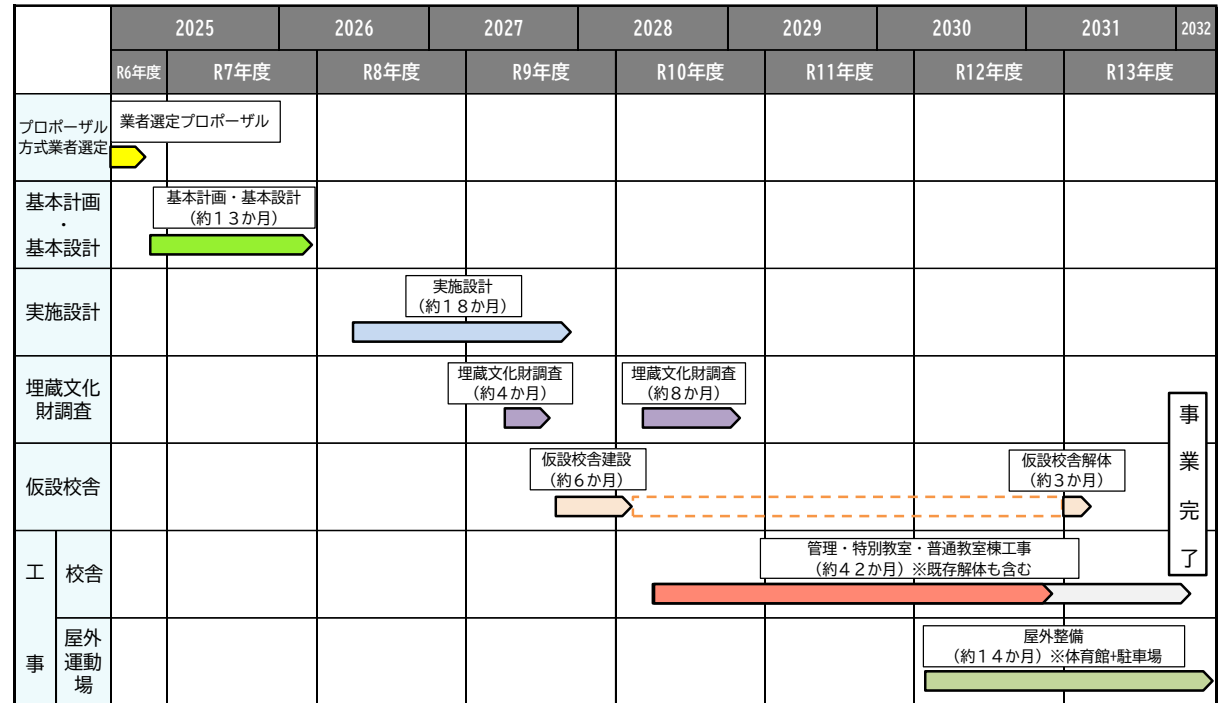 2025 2026 2027 2028 2029 2030 2031 2032
R6年度 R7年度 R8年度 R9年度 R10年度 R11年度 R12年度 R13年度
プロポーザル
方式業者選定
業者選定プロポーザル
基本計画
・
基本設計
基本計画・基本設計
(約13か月)
実施設計
実施設計
(約18か月)
埋蔵文化
財調査
埋蔵文化財調査
(約4か月)
埋蔵文化財調査
(約8か月)
仮設校舎
仮設校舎建設
(約6か月)
仮設校舎解体
(約3か月)
事
業
完
了
工
事
校舎
管理・特別教室・普通教室棟工事
(約42か月)※既存解体も含む
屋外
運動
場
屋外整備
(約14か月)※体育館+駐車場